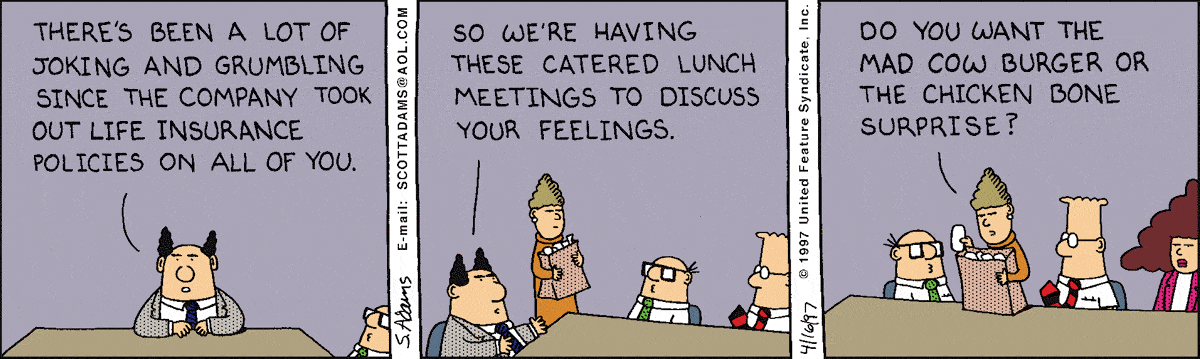 THERE'S BEEN A LOT OF
JOKING AND GRUMBLING
SINCE THE COMPANY TOOK
OUT LIFE INSURANCE
POLICIES ON ALL OF YOU.
S.Adams E-mail: SCOTTADAMS@AOL.COM
SO WE'RE HAVING
THESE CATERED LUNCH
MEETINGS TO DISCUSS
YOUR FEELINGS.
4/16/97 © 1997 United Feature Syndicate, Inc.
DO YOU WANT THE
MAD COW BURGER OR
THE CHICKEN BONE
SURPRISE?